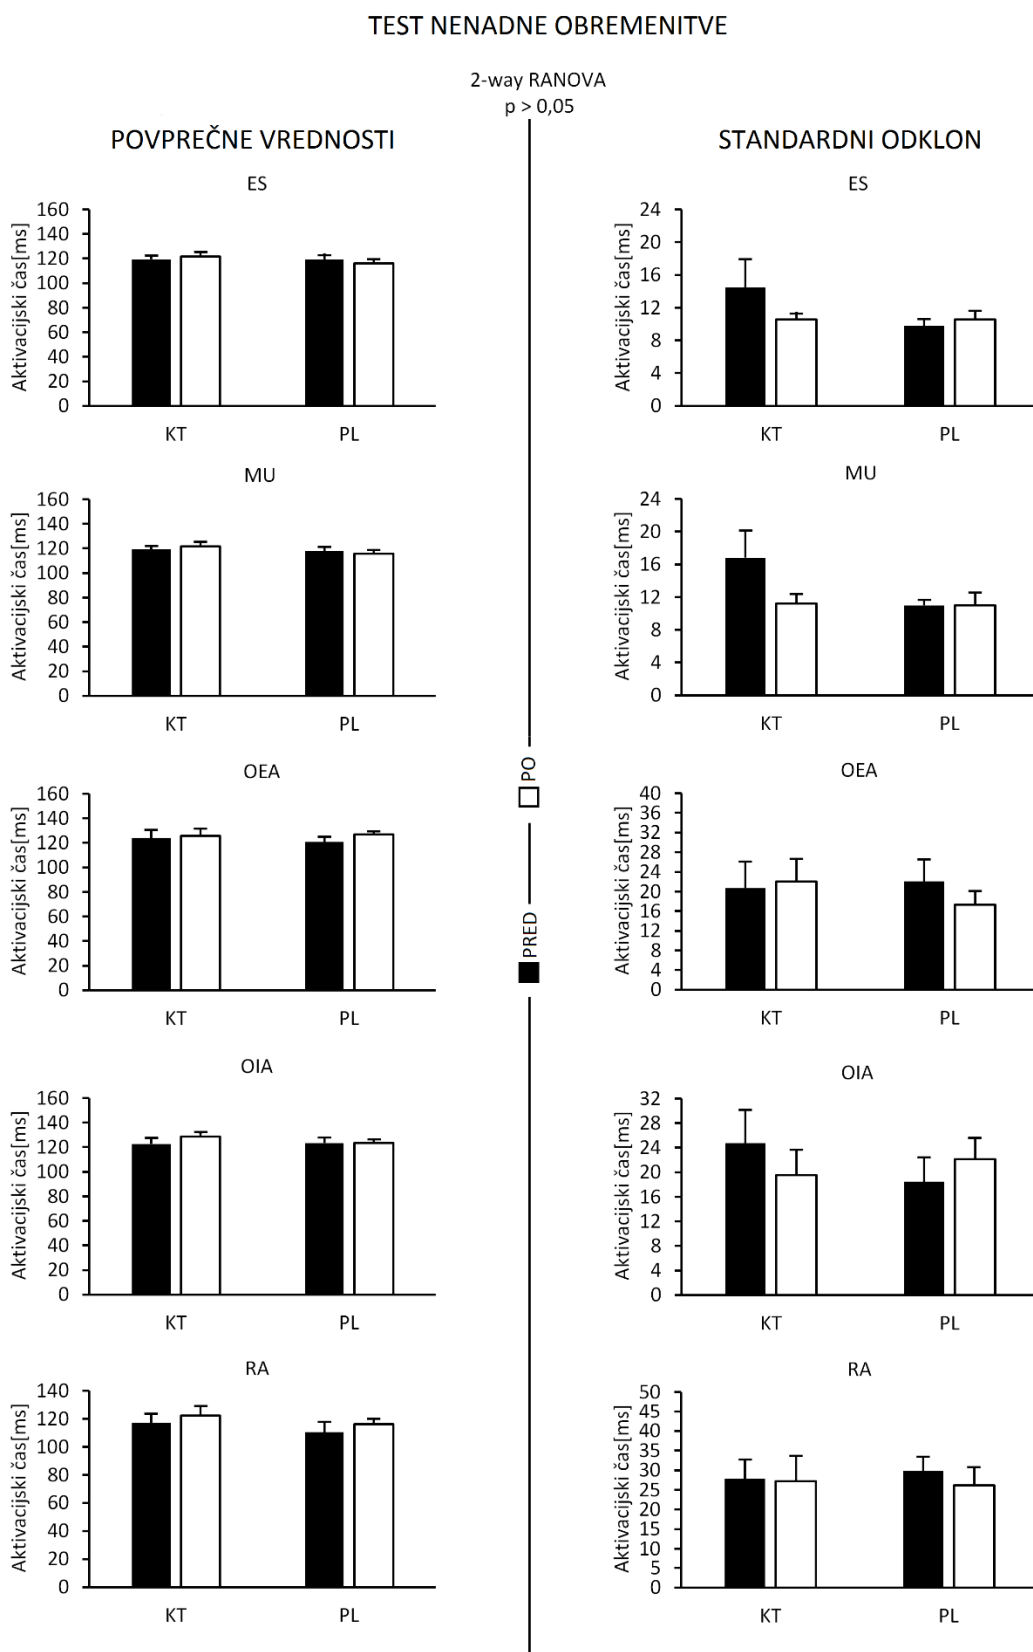 TEST NENADNE OBREMENITVE
2-way RANOVA
p > 0,05
POVPREČNE VREDNOSTI
STANDARDNI ODKLON
ES
Aktivacijski čas[ms]
160
140
120
100
80
60
40
20
0
KT PL
ES
Aktivacijski čas[ms]
24
20
16
12
8
4
0
KT PL
MU
Aktivacijski čas[ms]
160
140
120
100
80
60
40
20
0
KT PL
MU
Aktivacijski čas[ms]
24
20
16
12
8
4
0
KT PL
PO
PRED
OEA
Aktivacijski čas[ms]
160
140
120
100
80
60
40
20
0
KT PL
OEA
Aktivacijski čas[ms]
40
36
32
28
24
20
16
12
8
4
0
KT PL
OIA
Aktivacijski čas[ms]
160
140
120
100
80
60
40
20
0
KT PL
OIA
Aktivacijski čas[ms]
32
28
24
20
16
12
8
4
0
KT PL
RA
Aktivacijski čas[ms]
140
120
100
80
60
40
20
0
KT PL
RA
Aktivacijski čas[ms]
50
45
40
35
30
25
20
15
10
5
0
KT PL